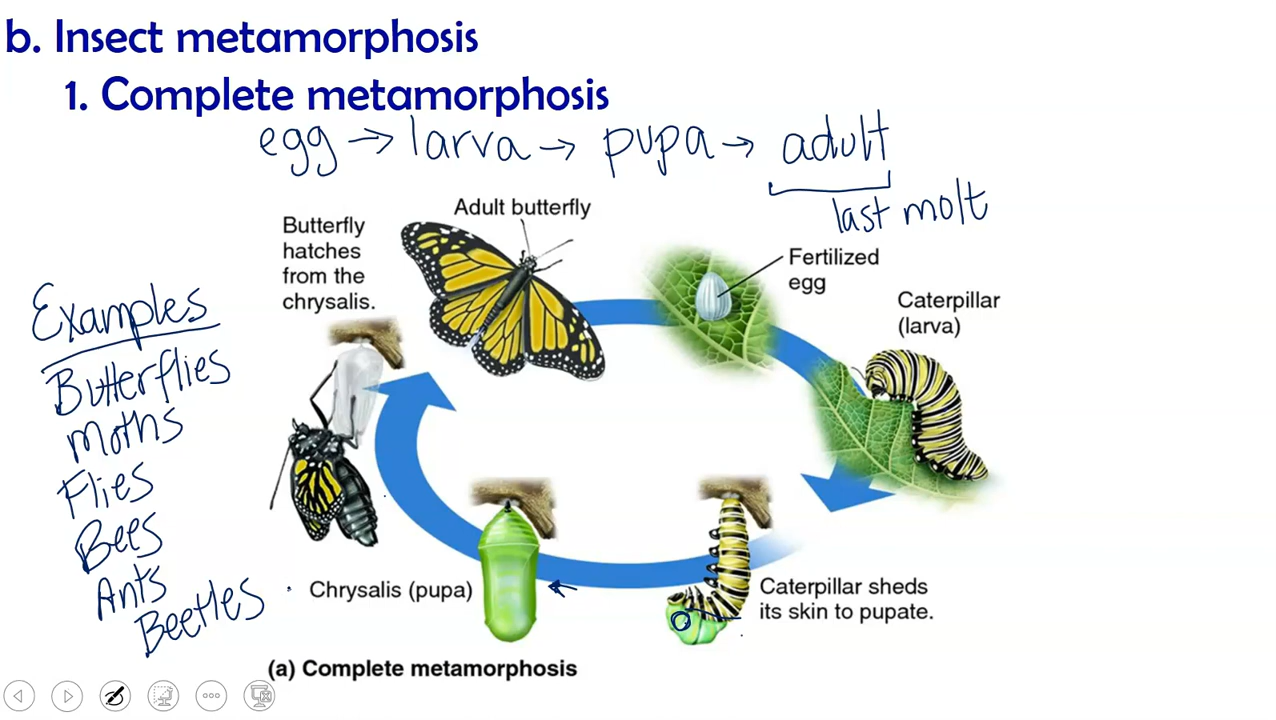 b. Insect metamorphosis
1. Complete metamorphosis
egg → larva → pupa → adult
last molt
Adult butterfly
Butterfly
hatches
from the
chrysalis.
Fertilized
egg
Caterpillar
(larva)
Examples
Butterflies
Moths
Flies
Bees
Ants
Beetles
Chrysalis (pupa)
Caterpillar sheds
its skin to pupate.
(a) Complete metamorphosis